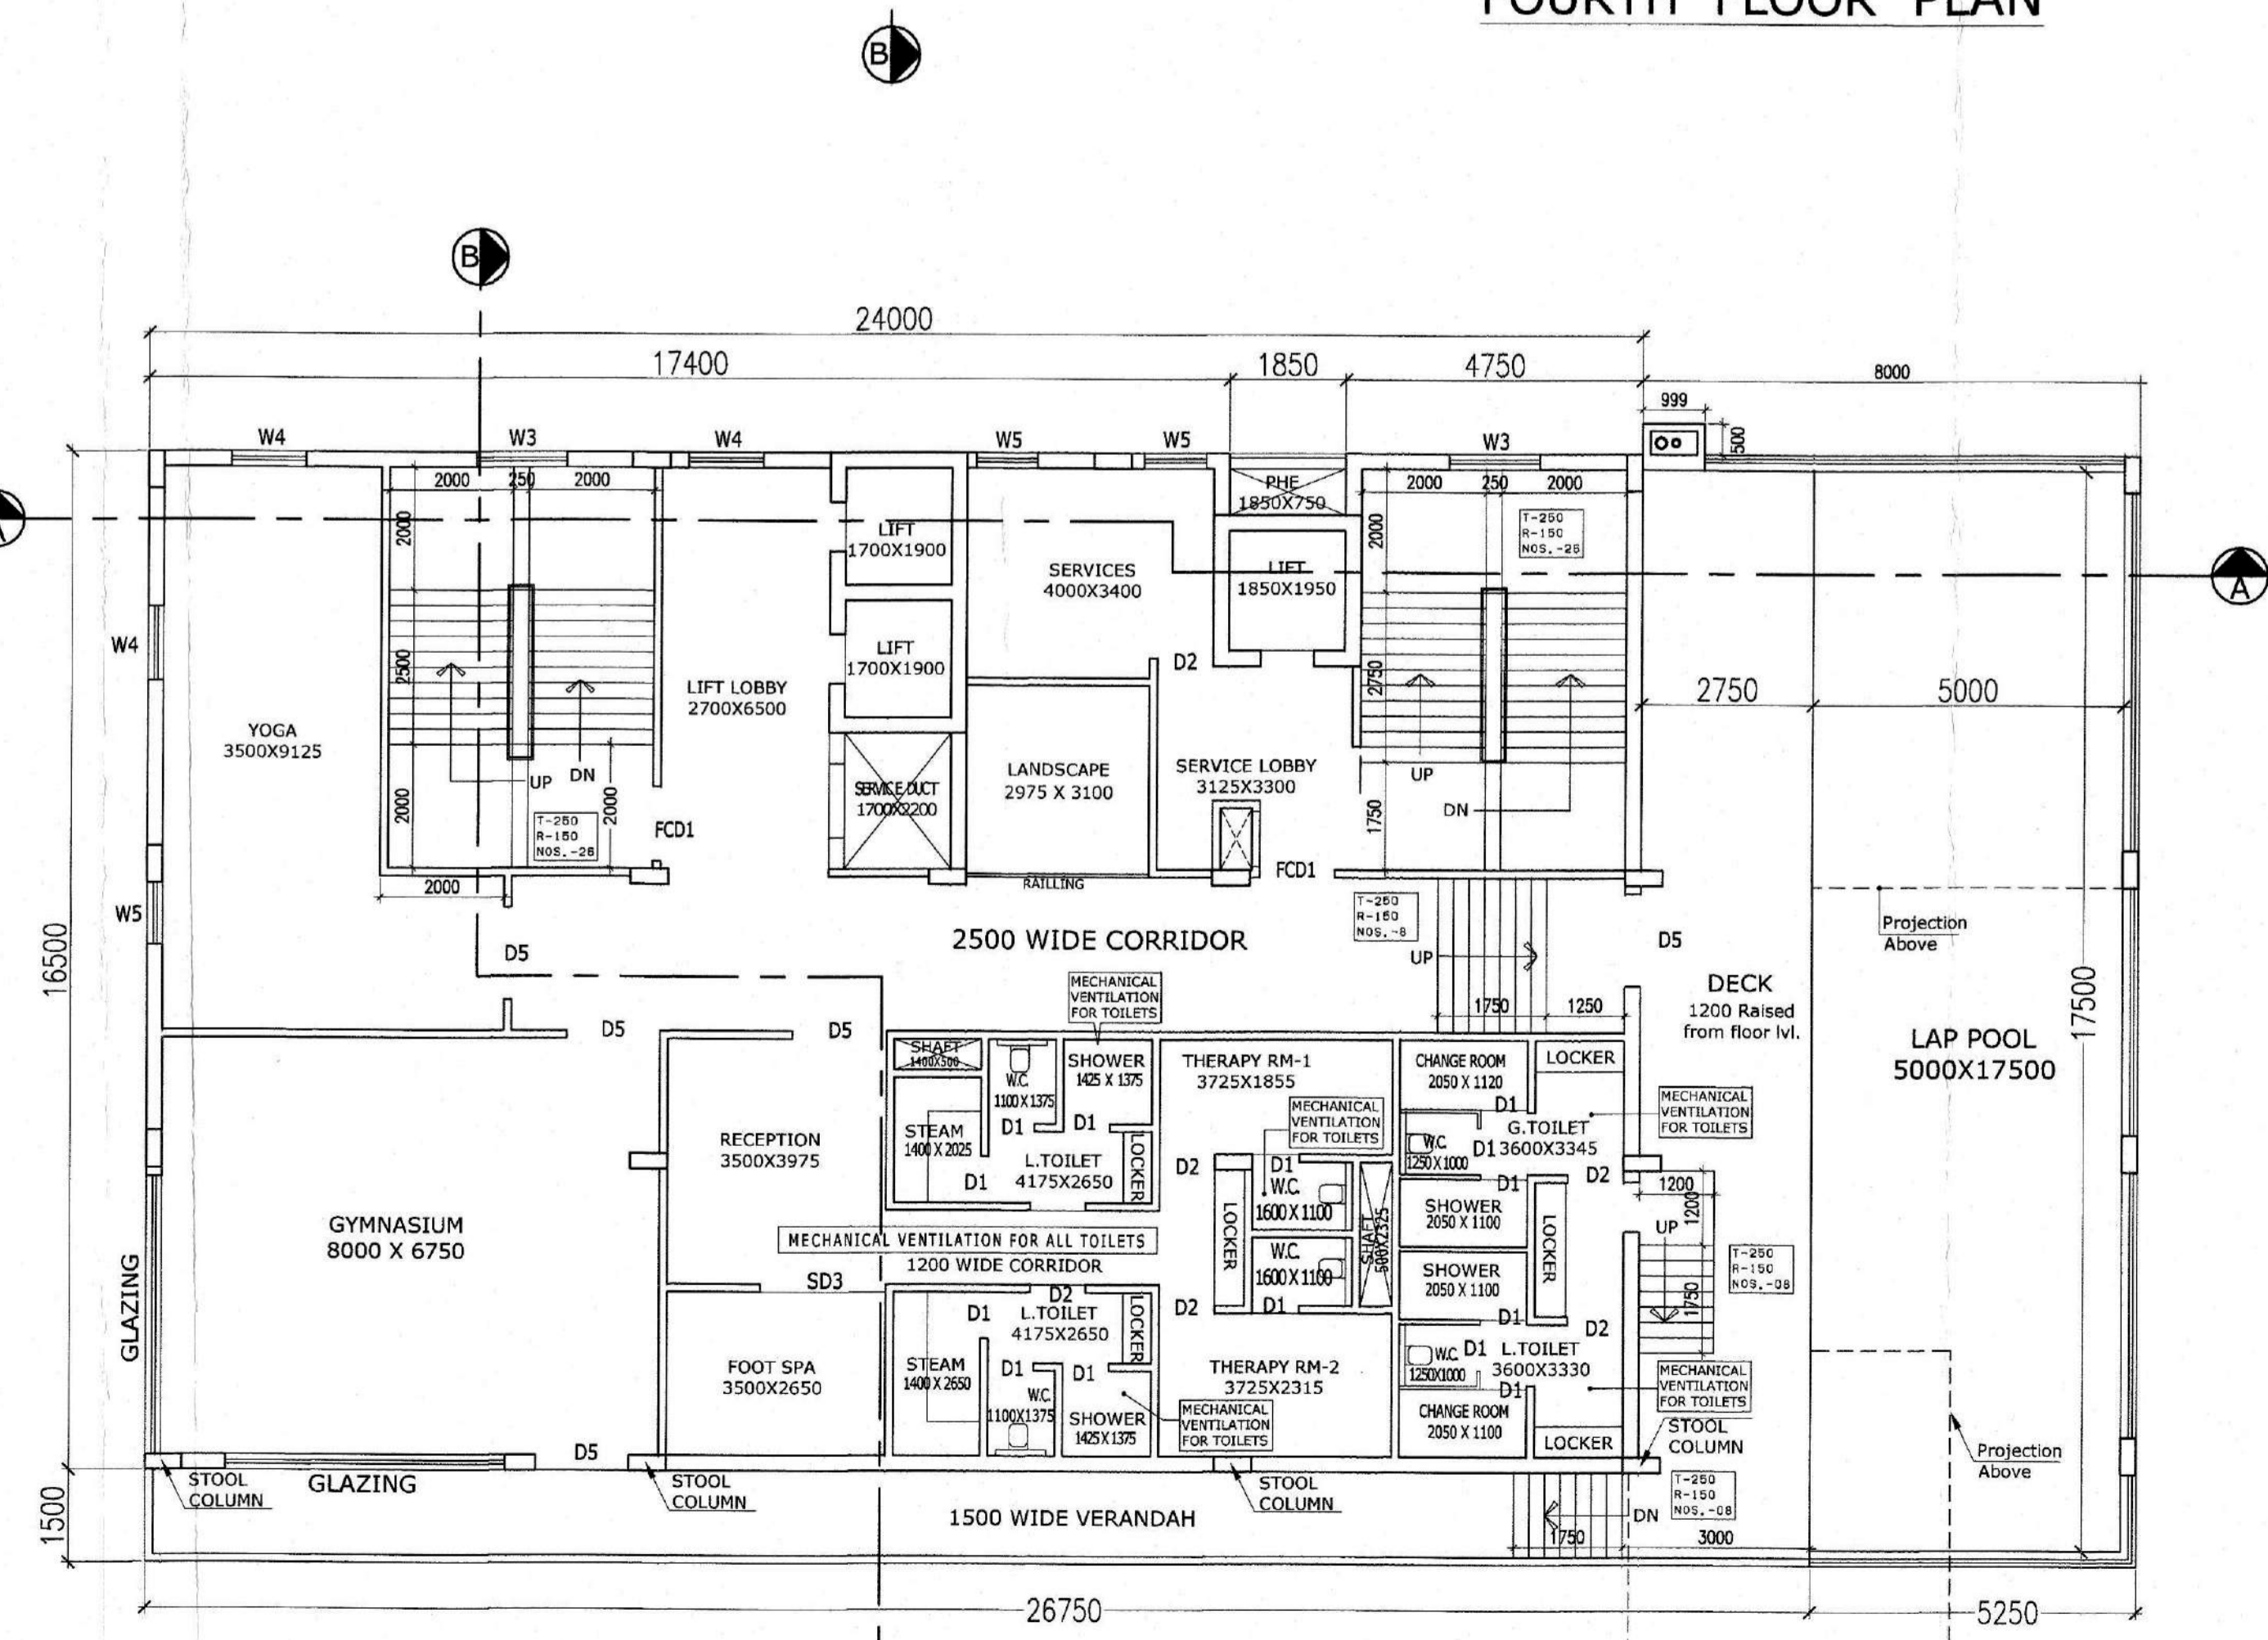 FOURTH FLOOR PLAN
B
B
24000
17400
1850
4750
8000
999
500
W4
W3
W4
W5
W5
W3
2000
250
2000
PHE
1850X750
2000
250
2000
2000
LIFT
1700X1900
2000
T-250
R-150
NOS.-26
SERVICES
4000X3400
LIFT
1850X1950
A
W4
2500
LIFT
1700X1900
D2
2750
LIFT LOBBY
2700X6500
2750
5000
YOGA
3500X9125
UP
DN
LANDSCAPE
2975 X 3100
SERVICE LOBBY
3125X3300
UP
DN
SERVICE DUCT
1700X2200
2000
2000
1750
T-250
R-150
NOS.-26
FCD1
FCD1
2000
RAILLING
W5
T-250
R-150
NOS.-8
Projection
Above
16500
D5
2500 WIDE CORRIDOR
UP
D5
MECHANICAL
VENTILATION
FOR TOILETS
1750
1250
DECK
1200 Raised
from floor lvl.
17500
D5
D5
LAP POOL
5000X17500
SHAFT
1400X500
W.C.
1100X1375
SHOWER
1425 X 1375
THERAPY RM-1
3725X1855
CHANGE ROOM
2050 X 1120
LOCKER
MECHANICAL
VENTILATION
FOR TOILETS
MECHANICAL
VENTILATION
FOR TOILETS
D1
RECEPTION
3500X3975
STEAM
1400 X 2025
D1
D1
LOCKER
W.C.
1250X1000
D1
G.TOILET
3600X3345
D1
L.TOILET
4175X2650
D2
D1
W.C.
1600 X 1100
D1
D2
1200
1200
GYMNASIUM
8000 X 6750
LOCKER
SHAFT
500X2325
SHOWER
2050 X 1100
LOCKER
UP
MECHANICAL VENTILATION FOR ALL TOILETS
1200 WIDE CORRIDOR
W.C.
1600 X 1100
SHOWER
2050 X 1100
T-250
R-150
NOS.-08
1750
GLAZING
SD3
D2
D1
L.TOILET
4175X2650
LOCKER
D2
D1
D1
D2
FOOT SPA
3500X2650
STEAM
1400 X 2650
D1
D1
THERAPY RM-2
3725X2315
W.C.
1250X1000
D1
L.TOILET
3600X3330
D1
MECHANICAL
VENTILATION
FOR TOILETS
W.C.
1100X1375
SHOWER
1425X1375
MECHANICAL
VENTILATION
FOR TOILETS
CHANGE ROOM
2050 X 1100
LOCKER
STOOL
COLUMN
Projection
Above
D5
STOOL
COLUMN
GLAZING
STOOL
COLUMN
STOOL
COLUMN
T-250
R-150
NOS.-08
1500
1500 WIDE VERANDAH
DN
1750
3000
26750
5250